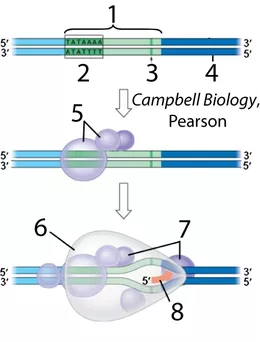 1
TATAAAA
ATATTTT
5′ 3′
3′ 5′
2 3 4
Campbell Biology,
Pearson
5
5′ 3′
3′ 5′
6 7
5′ 3′
3′ 5′
5′
8